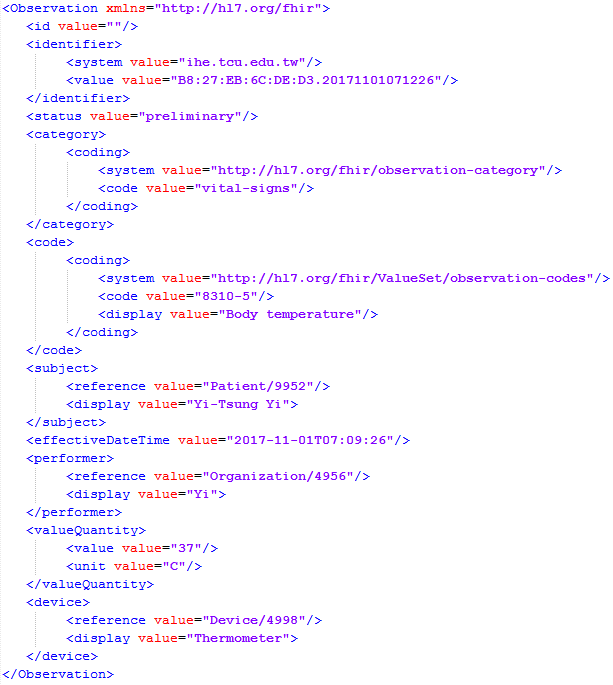 <Observation xmlns="http://hl7.org/fhir">
<id value=""/>
<identifier>
<system value="ihe.tcu.edu.tw"/>
<value value="B8:27:EB:6C:DE:D3.20171101071226"/>
</identifier>
<status value="preliminary"/>
<category>
<coding>
<system value="http://hl7.org/fhir/observation-category"/>
<code value="vital-signs"/>
</coding>
</category>
<code>
<coding>
<system value="http://hl7.org/fhir/ValueSet/observation-codes"/>
<code value="8310-5"/>
<display value="Body temperature"/>
</coding>
</code>
<subject>
<reference value="Patient/9952"/>
<display value="Yi-Tsung Yi">
</subject>
<effectiveDateTime value="2017-11-01T07:09:26"/>
<performer>
<reference value="Organization/4956"/>
<display value="Yi">
</performer>
<valueQuantity>
<value value="37"/>
<unit value="C"/>
</valueQuantity>
<device>
<reference value="Device/4998"/>
<display value="Thermometer">
</device>
</Observation>